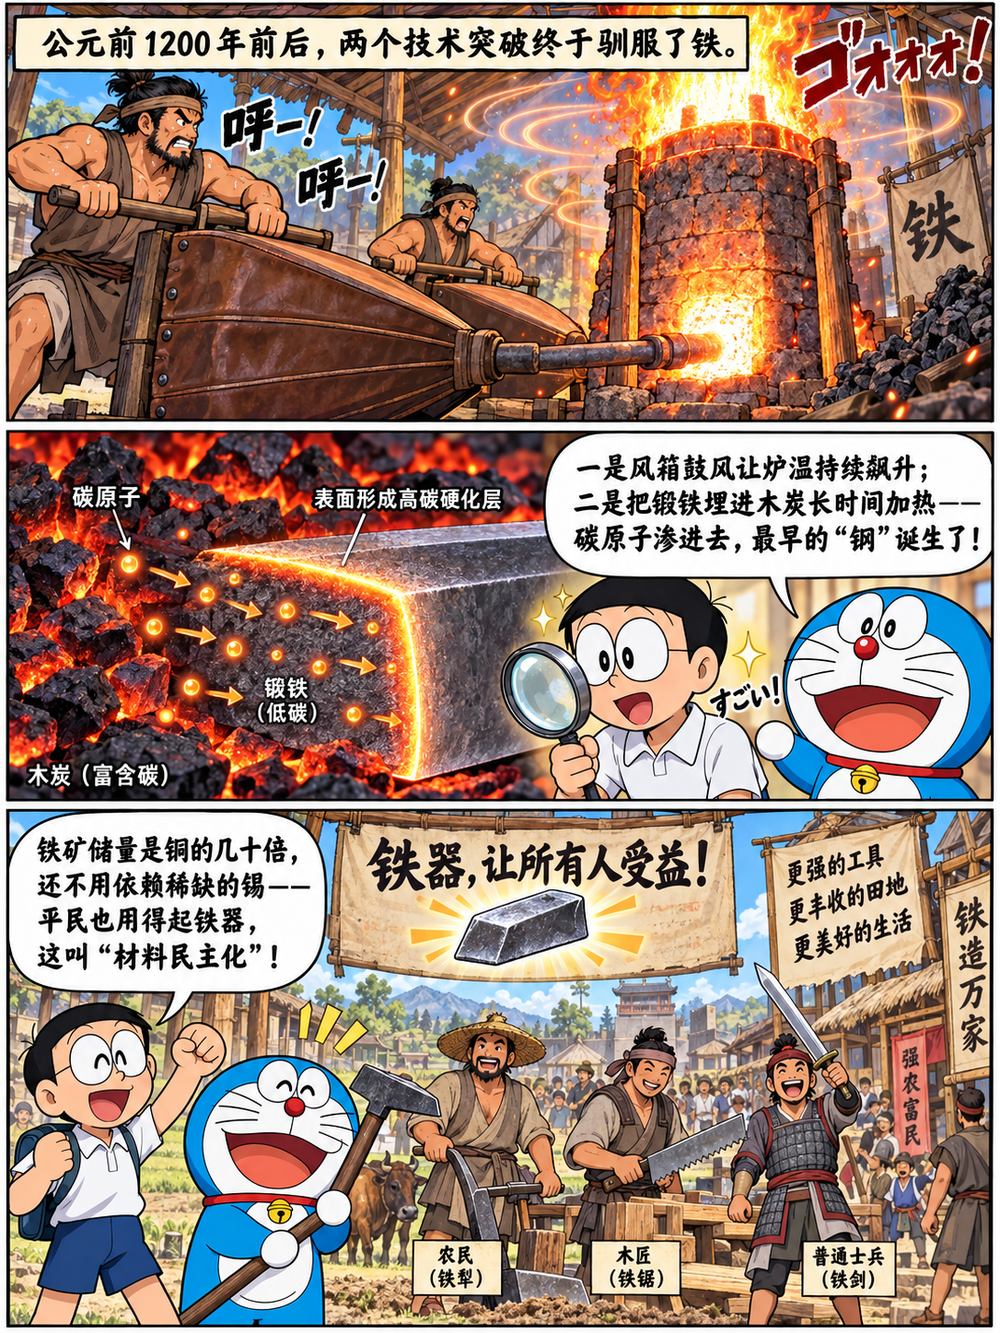 公元前1200年前后，两个技术突破终于驯服了铁。
ゴォォォ！
呼─！
呼─！
铁
碳原子
表面形成高碳硬化层
一是风箱鼓风让炉温持续飙升；
二是把锻铁埋进木炭长时间加热——
碳原子渗进去，最早的“钢”诞生了！
锻铁
（低碳）
すごい！
木炭（富含碳）
铁矿储量是铜的几十倍，
还不用依赖稀缺的锡——
平民也用得起铁器，
这叫“材料民主化”！
铁器，让所有人受益！
更强的工具
更丰收的田地
更美好的生活
铁造万家
强农富民
农民
（铁犁）
木匠
（铁锯）
普通士兵
（铁剑）